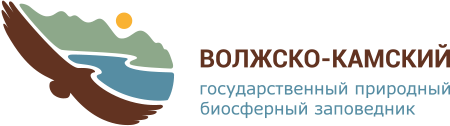 ВОЛЖСКО-КАМСКИЙ
государственный природный
биосферный заповедник